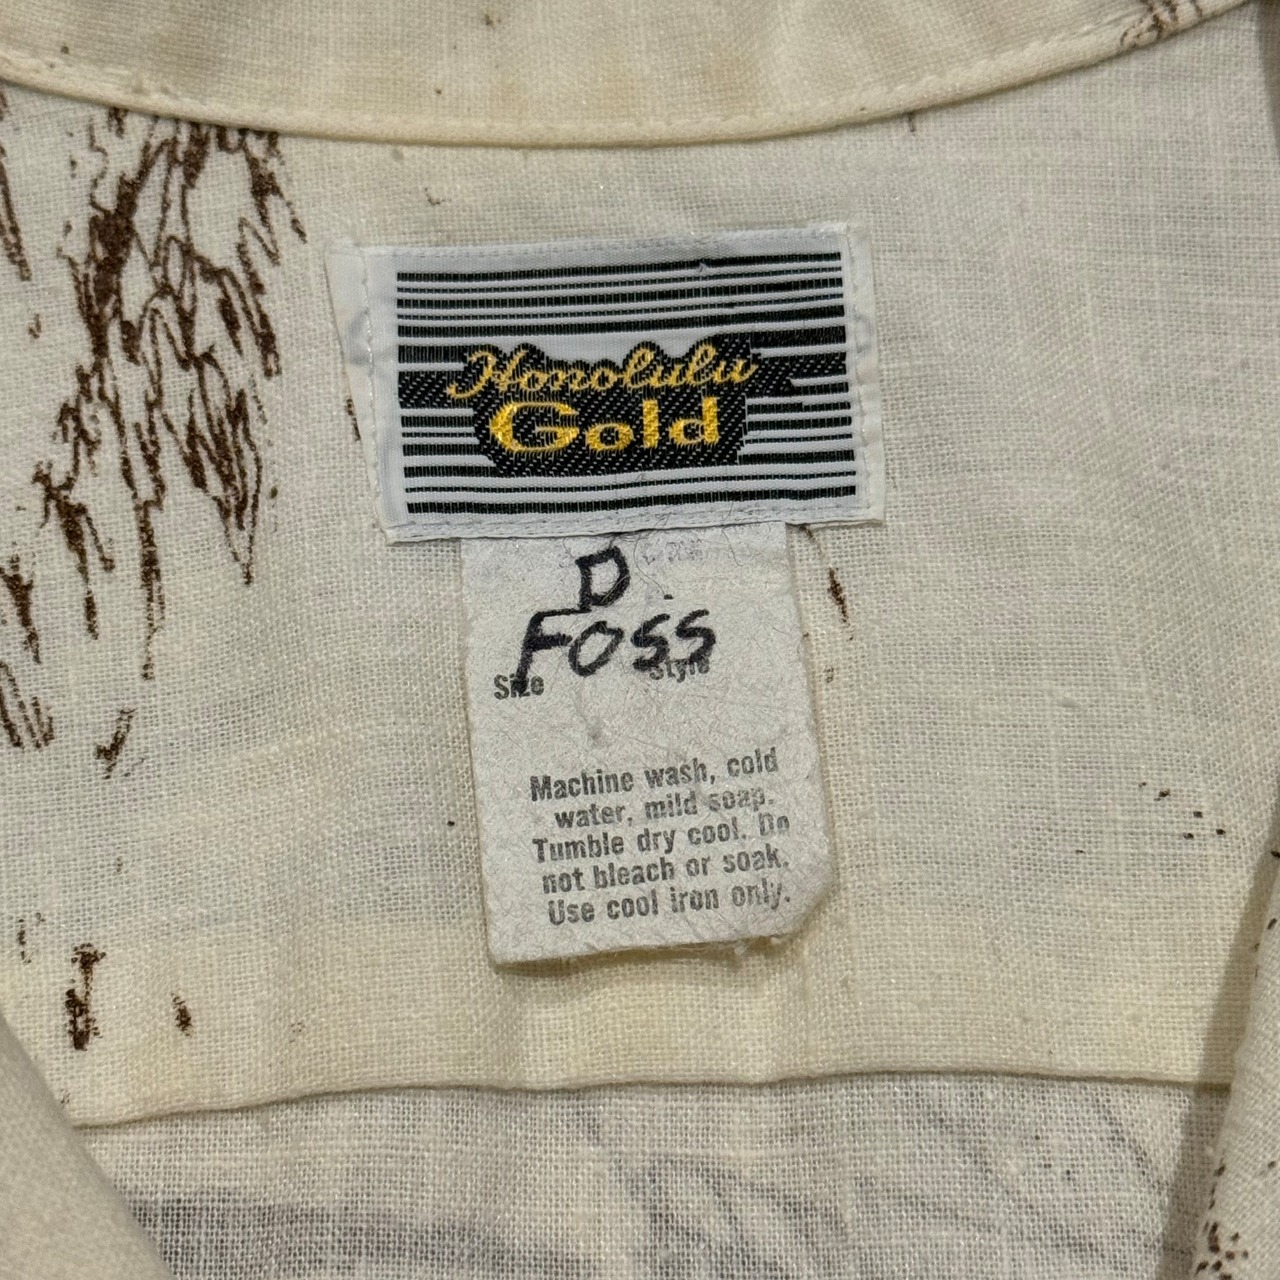 Honolulu
Gold
D.
FOSS
Size Style
Machine wash, cold
water, mild soap.
Tumble dry cool. Do
not bleach or soak.
Use cool iron only.